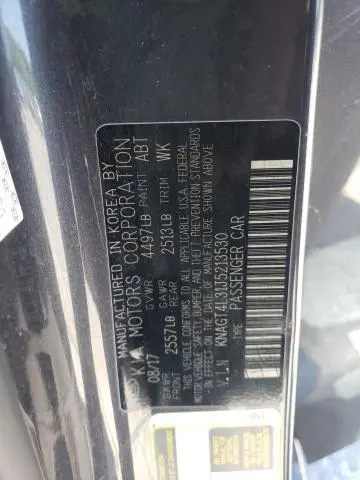 MANUFACTURED IN KOREA BY
KIA MOTORS CORPORATION
08/17 GVWR 4497LB PAINT ABT
GAWR FRONT 2557LB GAWR REAR 2513LB TRIM WK
THIS VEHICLE CONFORMS TO ALL APPLICABLE U.S.A. FEDERAL
MOTOR VEHICLE SAFETY, BUMPER, AND THEFT PREVENTION STANDARDS
IN EFFECT ON THE DATE OF MANUFACTURE SHOWN ABOVE
V.I.N KNAGT4L31J5213530
TYPE: PASSENGER CAR